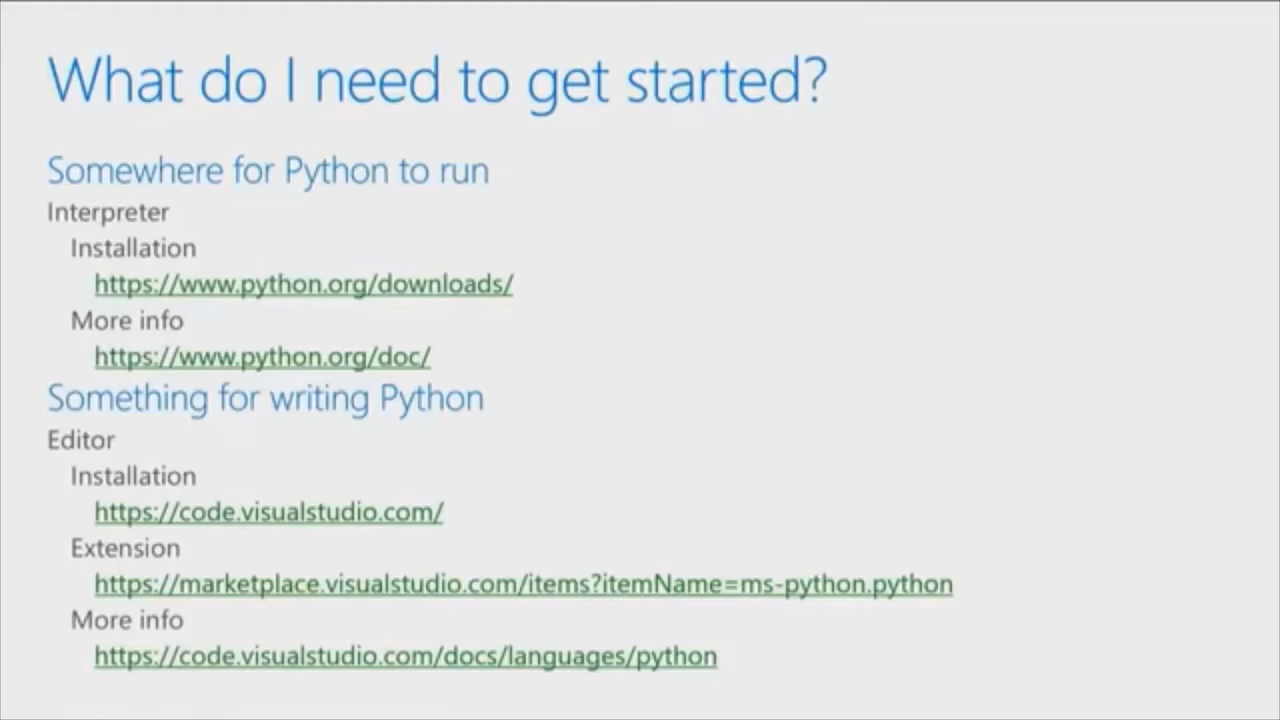 What do I need to get started?
Somewhere for Python to run
Interpreter
Installation
https://www.python.org/downloads/
More info
https://www.python.org/doc/
Something for writing Python
Editor
Installation
https://code.visualstudio.com/
Extension
https://marketplace.visualstudio.com/items?itemName=ms-python.python
More info
https://code.visualstudio.com/docs/languages/python